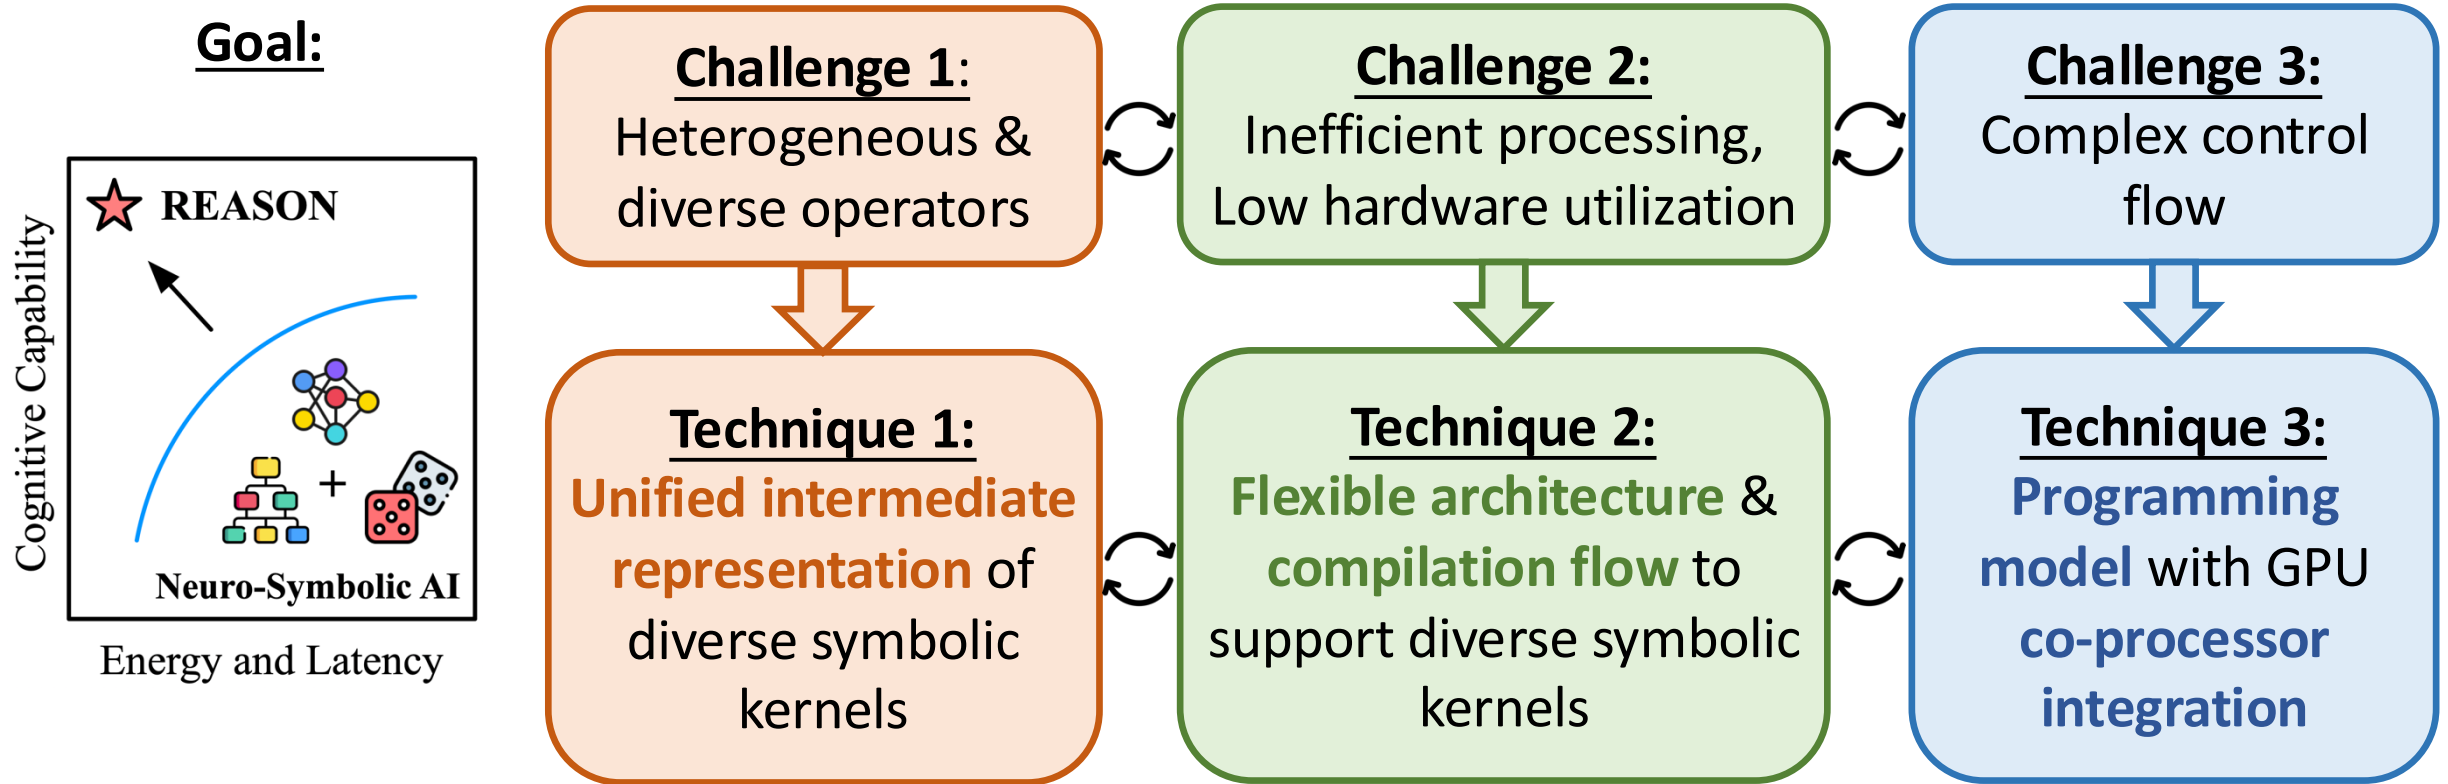 Goal:
Cognitive Capability
REASON
+
Neuro-Symbolic AI
Energy and Latency
Challenge 1:
Heterogeneous &
diverse operators
Challenge 2:
Inefficient processing,
Low hardware utilization
Challenge 3:
Complex control
flow
Technique 1:
Unified intermediate
representation of
diverse symbolic
kernels
Technique 2:
Flexible architecture &
compilation flow to
support diverse symbolic
kernels
Technique 3:
Programming
model with GPU
co-processor
integration